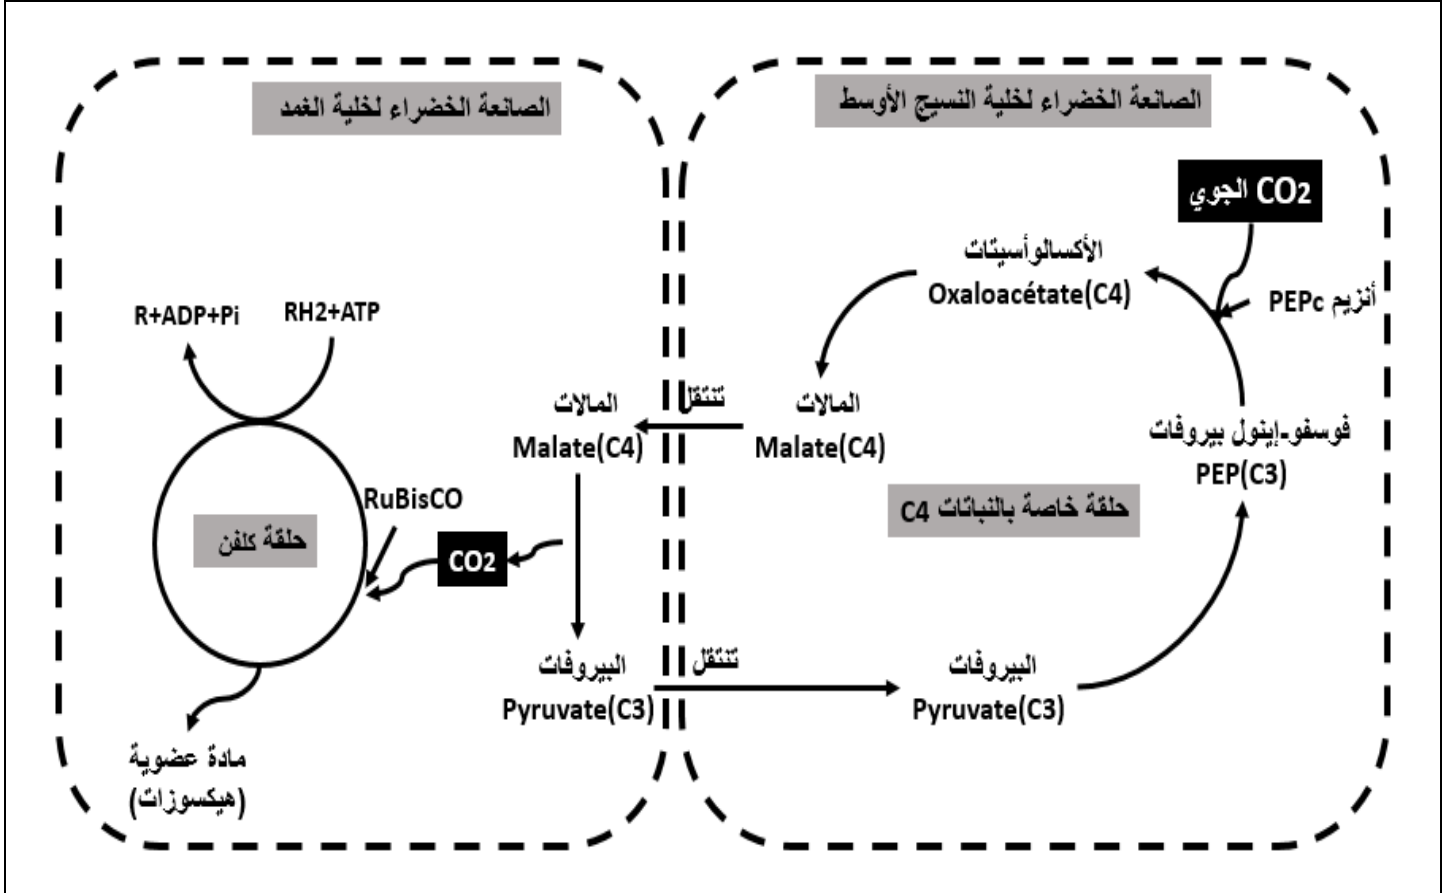 الصانعة الخضراء لخلية النسيج الأوسط
CO2 الجوي
أنزيم PEPc
الأكسالوأسيتات
Oxaloacétate(C4)
المالات
Malate(C4)
فوسفو-إينول بيروفات
PEP(C3)
حلقة خاصة بالنباتات C4
البيروفات
Pyruvate(C3)
تنتقل
تنتقل
الصانعة الخضراء لخلية الغمد
المالات
Malate(C4)
RH2+ATP
R+ADP+Pi
RuBisCO
CO2
حلقة كلفن
البيروفات
Pyruvate(C3)
مادة عضوية
(هيكسوزات)